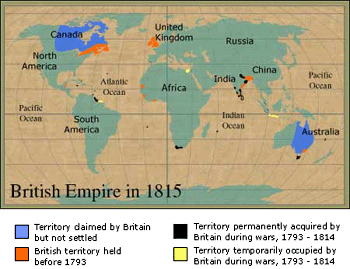 Canada
United
Kingdom
Russia
North
America
Atlantic
Ocean
China
Africa
India
Pacific
Ocean
Pacific
Ocean
South
America
Indian
Ocean
Australia
British Empire in 1815
Territory claimed by Britain
but not settled
British territory held
before 1793
Territory permanently acquired by
Britain during wars, 1793 - 1814
Territory temporarily occupied by
Britain during wars, 1793 - 1814